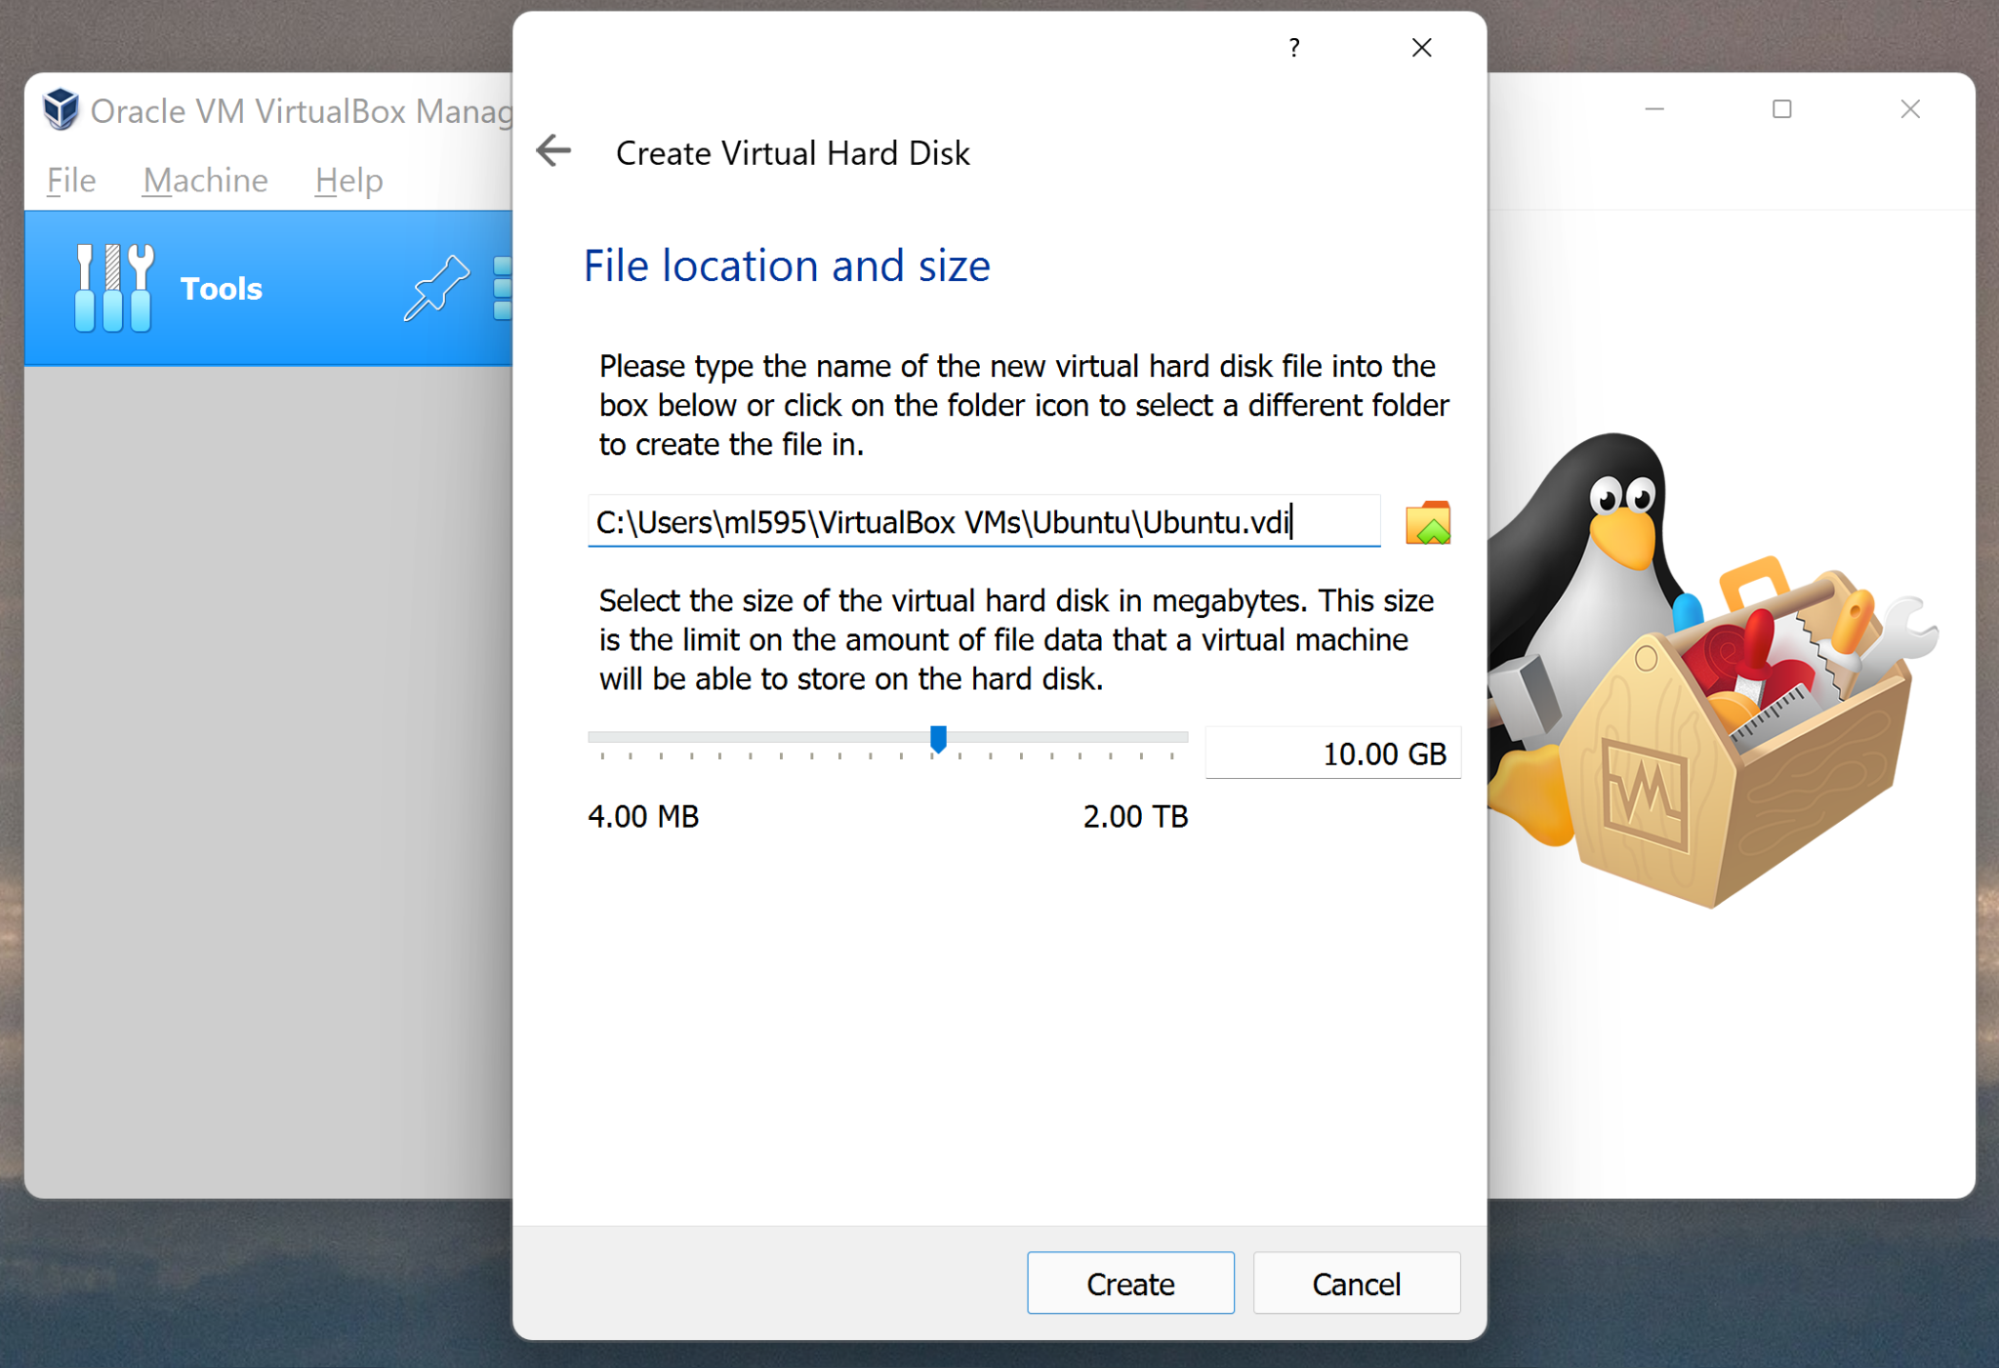 ?
Oracle VM VirtualBox Manag
File Machine Help
Tools
Create Virtual Hard Disk
File location and size
Please type the name of the new virtual hard disk file into the
box below or click on the folder icon to select a different folder
to create the file in.
C:\Users\ml595\VirtualBox VMs\Ubuntu\Ubuntu.vdi
Select the size of the virtual hard disk in megabytes. This size
is the limit on the amount of file data that a virtual machine
will be able to store on the hard disk.
10.00 GB
4.00 MB 2.00 TB
Create Cancel